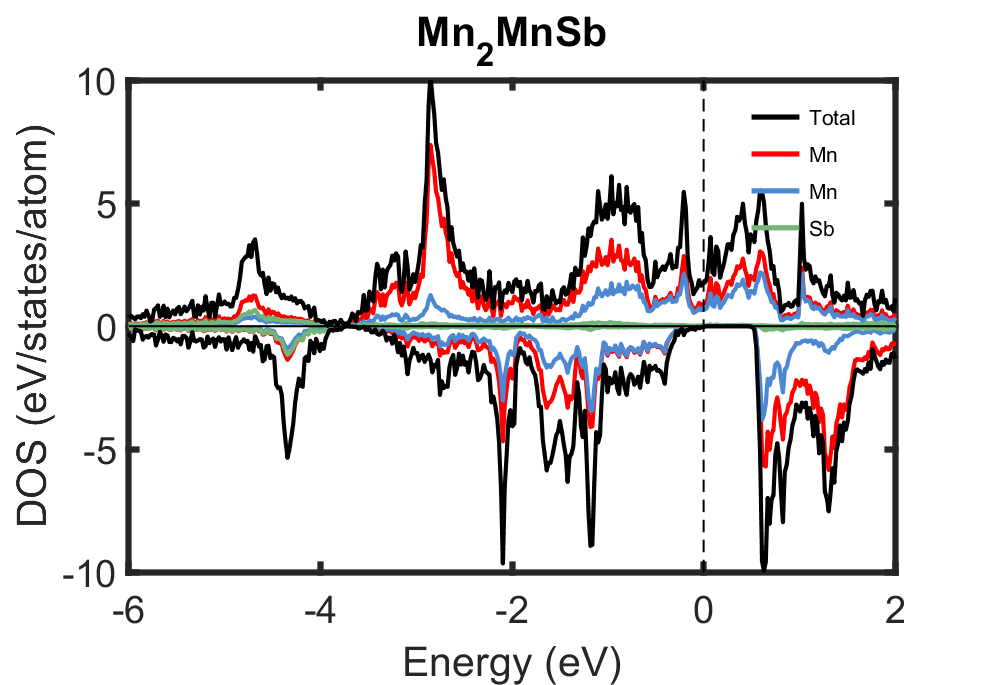 Mn2MnSb
DOS (eV/states/atom)
10
5
0
-5
-10
Total
Mn
Mn
Sb
-6 -4 -2 0 2
Energy (eV)